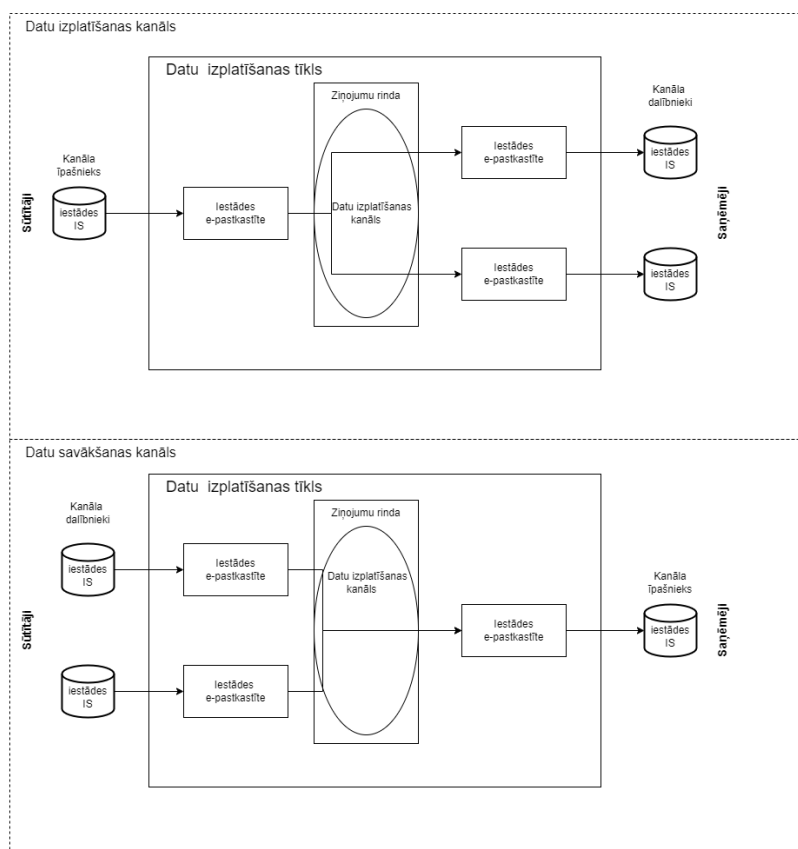 Datu izplatīšanas kanāls
Datu izplatīšanas tīkls
Ziņojumu rinda
Kanāla
dalībnieki
Iestādes
e-pastkastīte
iestādes
IS
Kanāla
īpašnieks
Sūtītāji
iestādes
IS
Iestādes
e-pastkastīte
Datu izplatīšanas
kanāls
Saņēmēji
Iestādes
e-pastkastīte
iestādes
IS
Datu savākšanas kanāls
Datu izplatīšanas tīkls
Kanāla
dalībnieki
Ziņojumu rinda
iestādes
IS
Iestādes
e-pastkastīte
Datu izplatīšanas
kanāls
Kanāla
īpašnieks
Sūtītāji
Iestādes
e-pastkastīte
iestādes
IS
Saņēmēji
iestādes
IS
Iestādes
e-pastkastīte